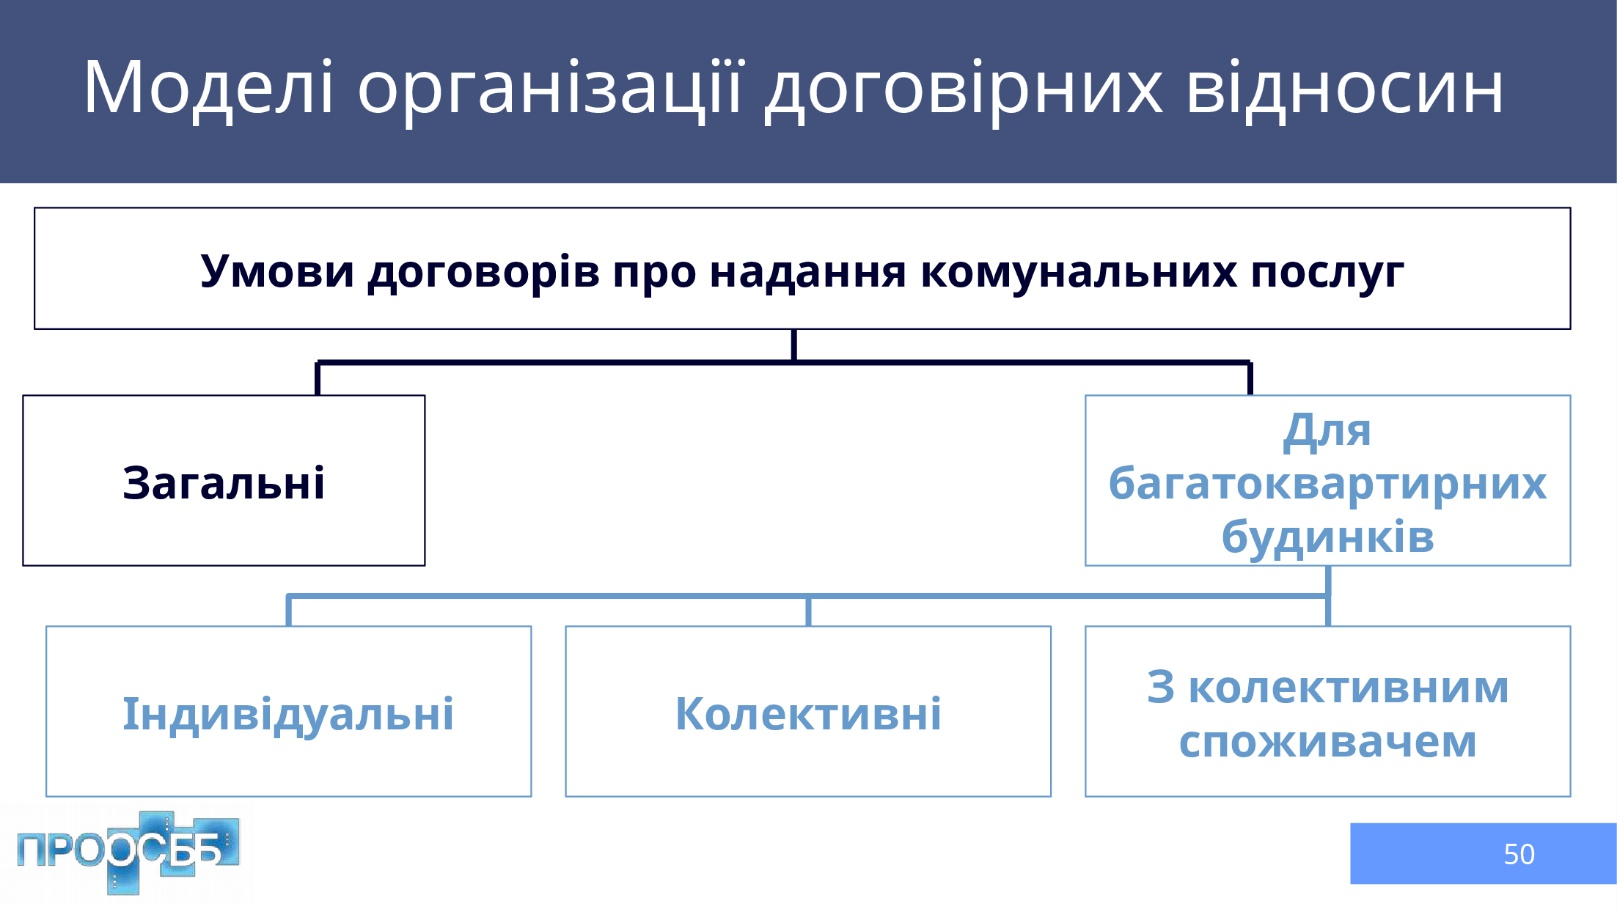 Моделі організації договірних відносин
Умови договорів про надання комунальних послуг
Загальні
Для
багатоквартирних
будинків
Індивідуальні
Колективні
З колективним
споживачем
ПРООСББ
50